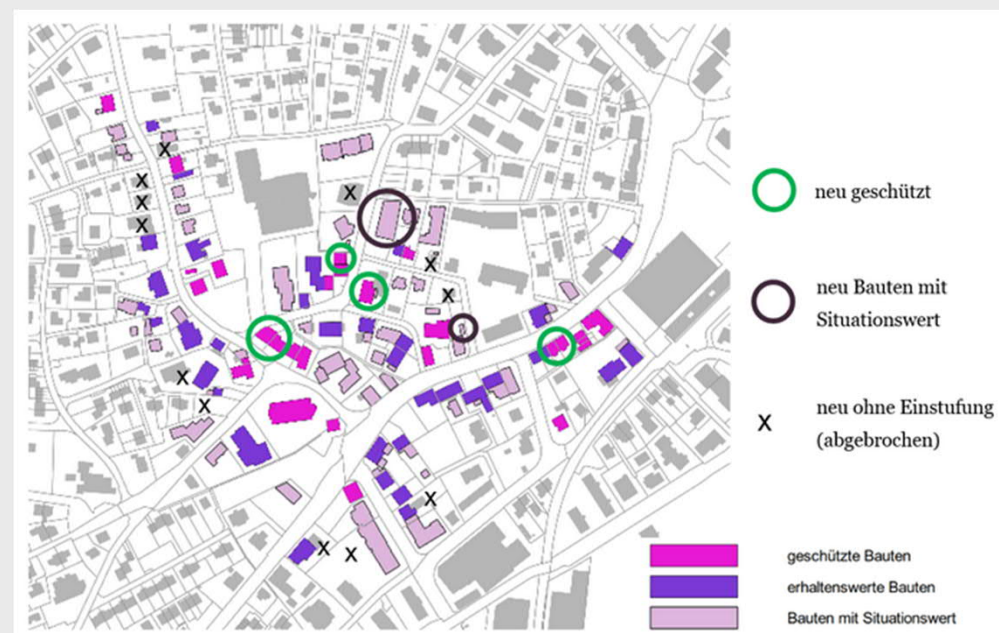 neu geschützt
neu Bauten mit
Situationswert
neu ohne Einstufung
(abgebrochen)
geschützte Bauten
erhaltenswerte Bauten
Bauten mit Situationswert
X
X
X
X
X
X
X
X
X
X
X
X
X
X